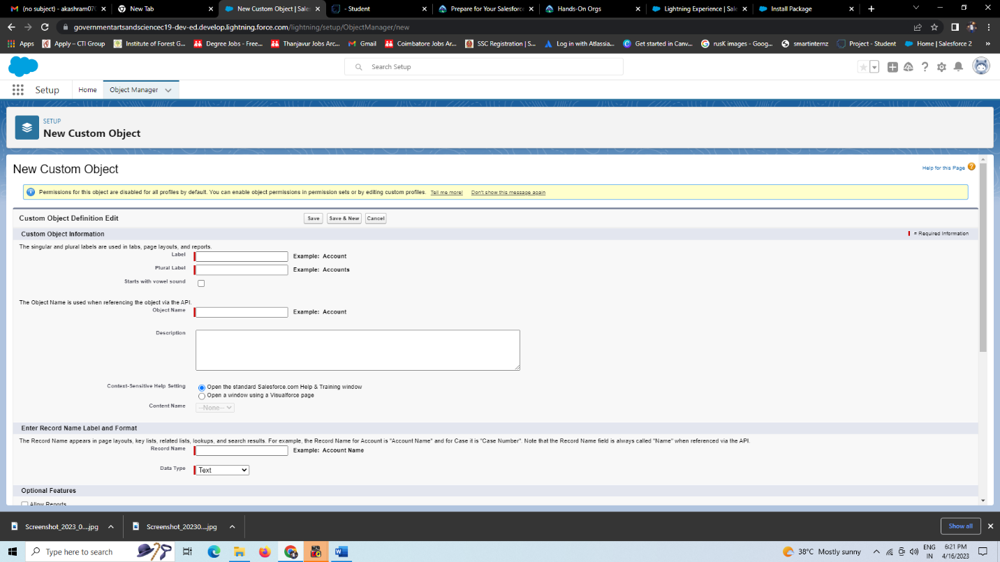 (no subject) - akashram070
New Tab
New Custom Object | Sales
- Student
Prepare for Your Salesforce
Hands-On Orgs
Lightning Experience | Sale
Install Package
governmentartsandsciencec19-dev-ed.develop.lightning.force.com/lightning/setup/ObjectManager/new
Apps
Apply – CTI Group
Institute of Forest G...
Degree Jobs - Free...
Thanjavur Jobs Arc...
Gmail
Coimbatore Jobs Ar...
SSC Registration | S...
Log in with Atlassia...
Get started in Canv...
rusK images - Goog...
smartinternz
Project - Student
Home | Salesforce 2
»
Search Setup
Setup
Home
Object Manager
SETUP
New Custom Object
New Custom Object
Help for this Page
Permissions for this object are disabled for all profiles by default. You can enable object permissions in permission sets or by editing custom profiles. Tell me more! Don't show this message again
Custom Object Definition Edit
Save
Save & New
Cancel
Custom Object Information
= Required Information
The singular and plural labels are used in tabs, page layouts, and reports.
Label
Example: Account
Plural Label
Example: Accounts
Starts with vowel sound
The Object Name is used when referencing the object via the API.
Object Name
Example: Account
Description
Context-Sensitive Help Setting
Open the standard Salesforce.com Help & Training window
Open a window using a Visualforce page
Content Name
--None--
Enter Record Name Label and Format
The Record Name appears in page layouts, key lists, related lists, lookups, and search results. For example, the Record Name for Account is "Account Name" and for Case it is "Case Number". Note that the Record Name field is always called "Name" when referenced via the API.
Record Name
Example: Account Name
Data Type
Text
Optional Features
Allow Reports
Screenshot_2023_0....jpg
Screenshot_20230....jpg
Show all
Type here to search
38°C Mostly sunny
ENG
IN
6:21 PM
4/16/2023